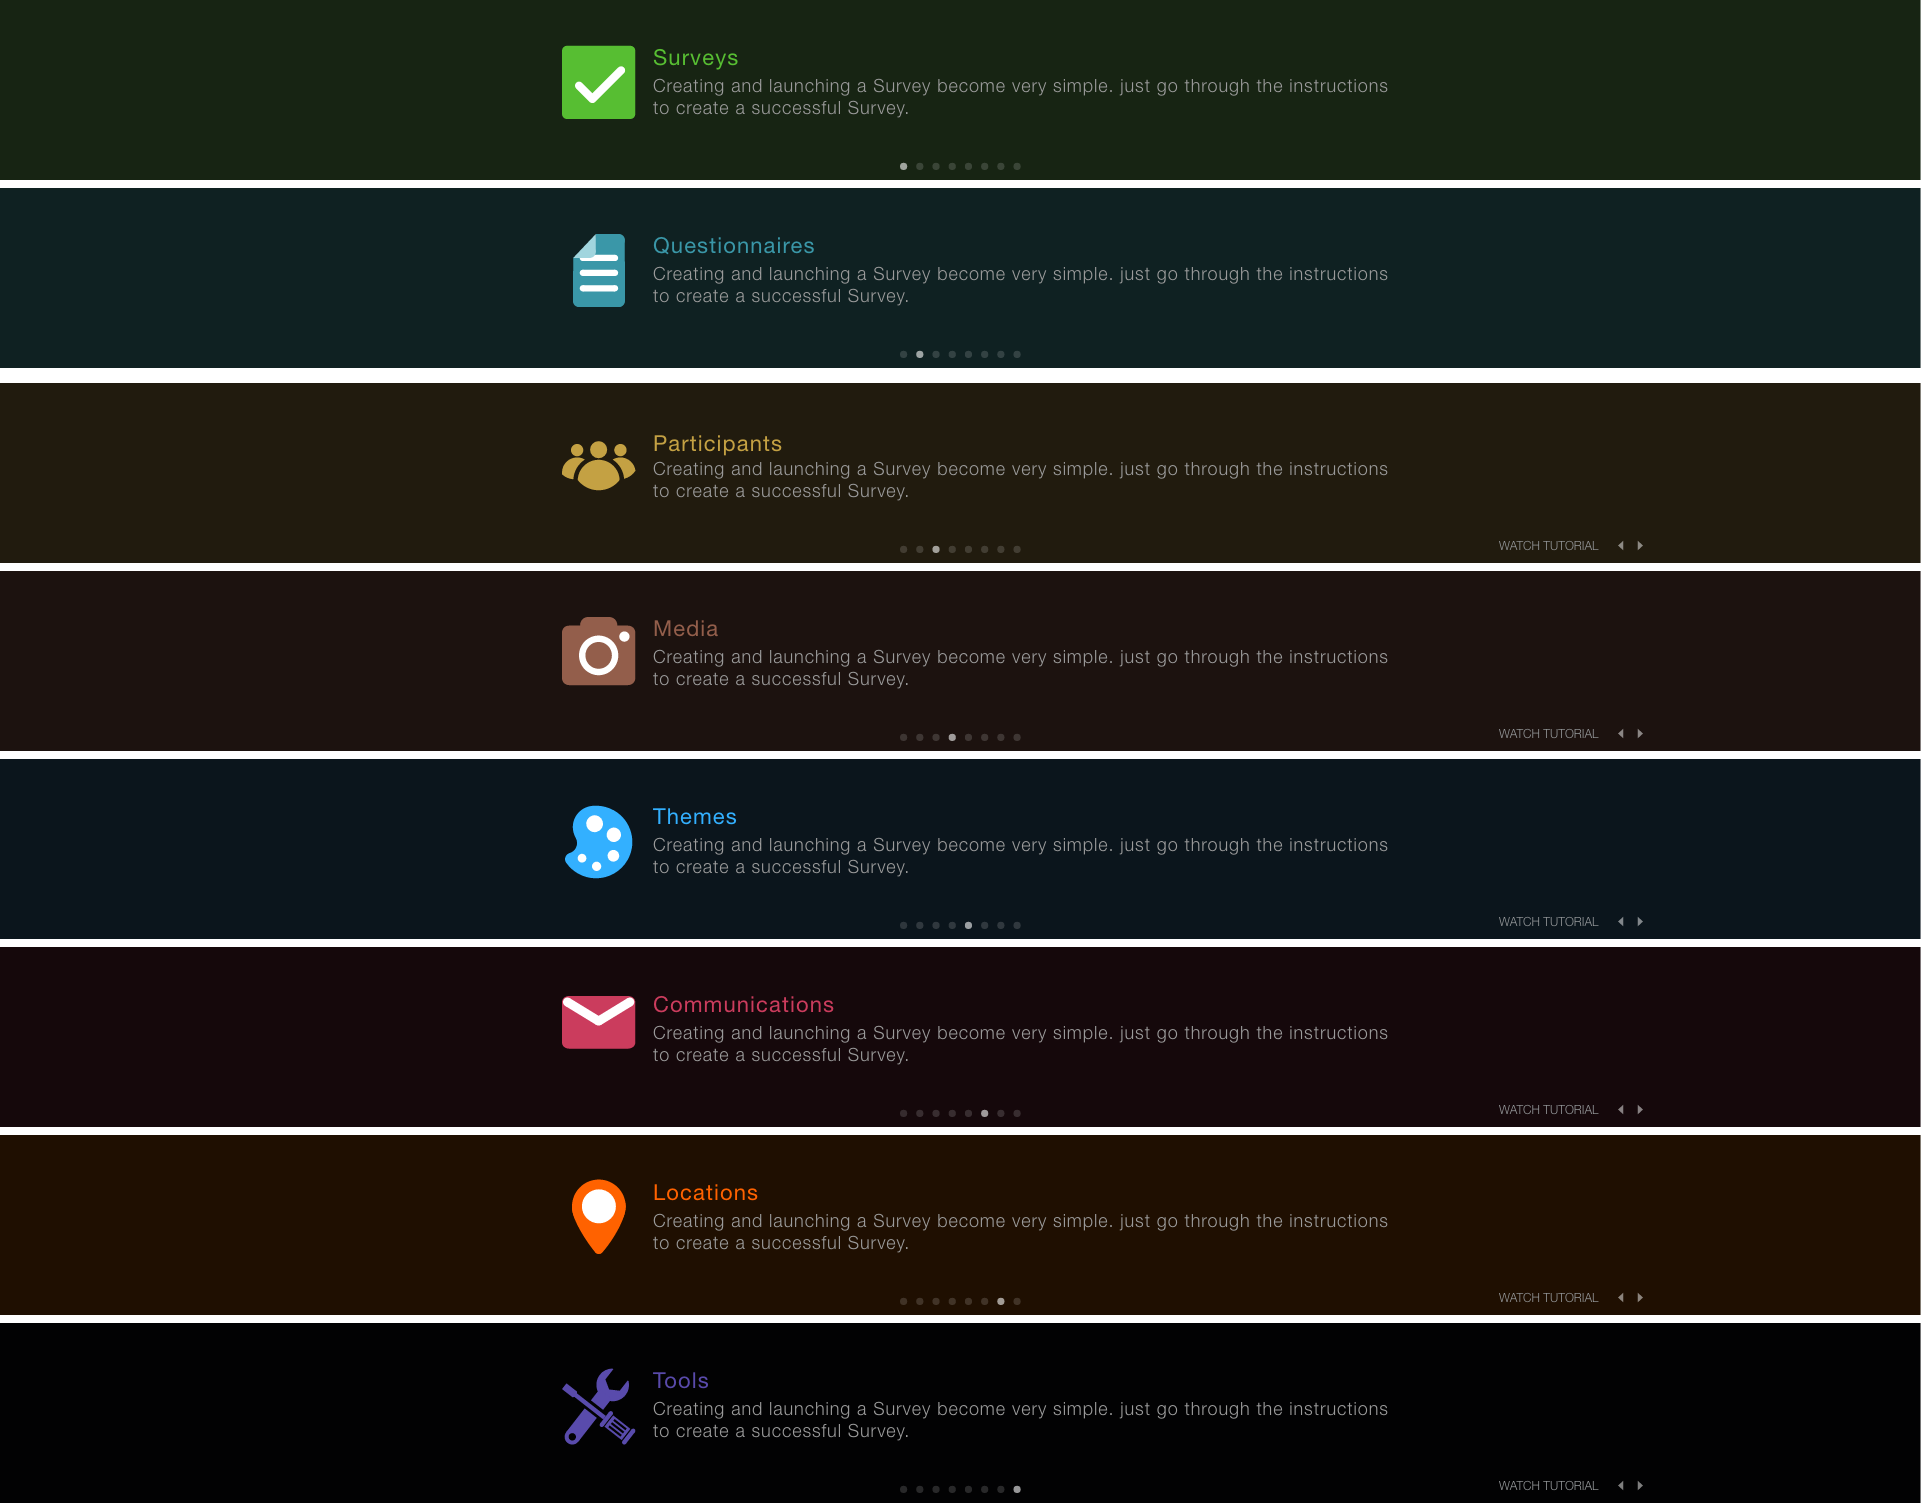 Surveys
Creating and launching a Survey become very simple. just go through the instructions
to create a successful Survey.
Questionnaires
Creating and launching a Survey become very simple. just go through the instructions
to create a successful Survey.
Participants
Creating and launching a Survey become very simple. just go through the instructions
to create a successful Survey.
WATCH TUTORIAL
Media
Creating and launching a Survey become very simple. just go through the instructions
to create a successful Survey.
WATCH TUTORIAL
Themes
Creating and launching a Survey become very simple. just go through the instructions
to create a successful Survey.
WATCH TUTORIAL
Communications
Creating and launching a Survey become very simple. just go through the instructions
to create a successful Survey.
WATCH TUTORIAL
Locations
Creating and launching a Survey become very simple. just go through the instructions
to create a successful Survey.
WATCH TUTORIAL
Tools
Creating and launching a Survey become very simple. just go through the instructions
to create a successful Survey.
WATCH TUTORIAL